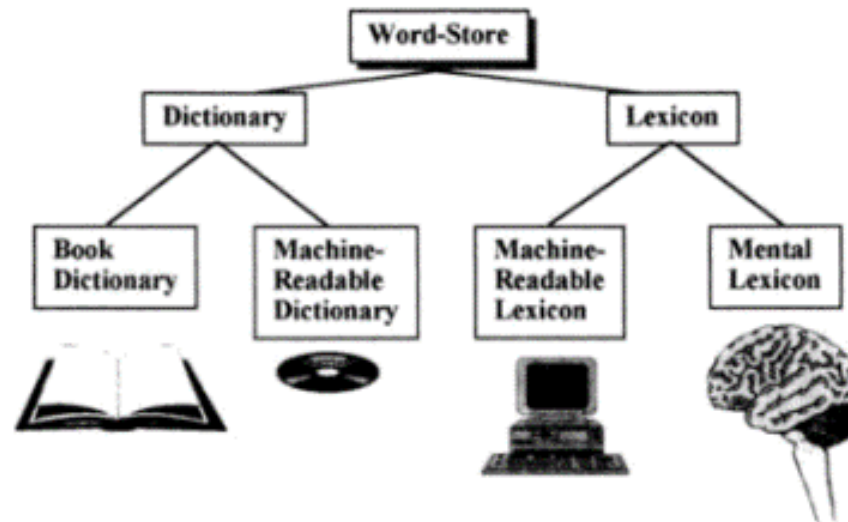 Word-Store
Dictionary
Lexicon
Book
Dictionary
Machine-
Readable
Dictionary
Machine-
Readable
Lexicon
Mental
Lexicon